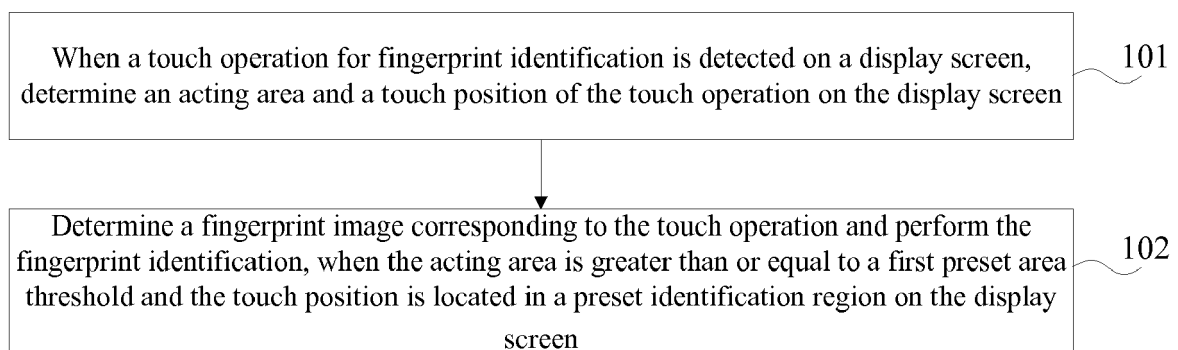 When a touch operation for fingerprint identification is detected on a display screen,
determine an acting area and a touch position of the touch operation on the display screen
101
Determine a fingerprint image corresponding to the touch operation and perform the
fingerprint identification, when the acting area is greater than or equal to a first preset area
threshold and the touch position is located in a preset identification region on the display
screen
102